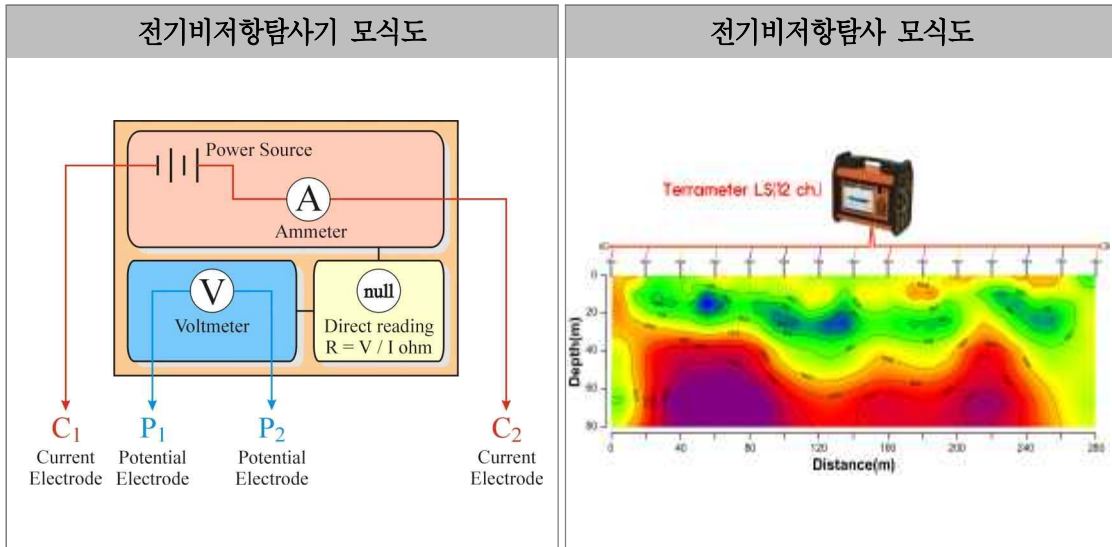 전기비저항탐사기 모식도
Power Source
A
Ammeter
V
Voltmeter
null
Direct reading
R = V / I ohm
C1
Current
Electrode
P1
Potential
Electrode
P2
Potential
Electrode
C2
Current
Electrode
전기비저항탐사 모식도
Terrameter LS(12 ch.)
0
20
40
60
80
Depth(m)
0
40
80
120
160
200
240
280
Distance(m)